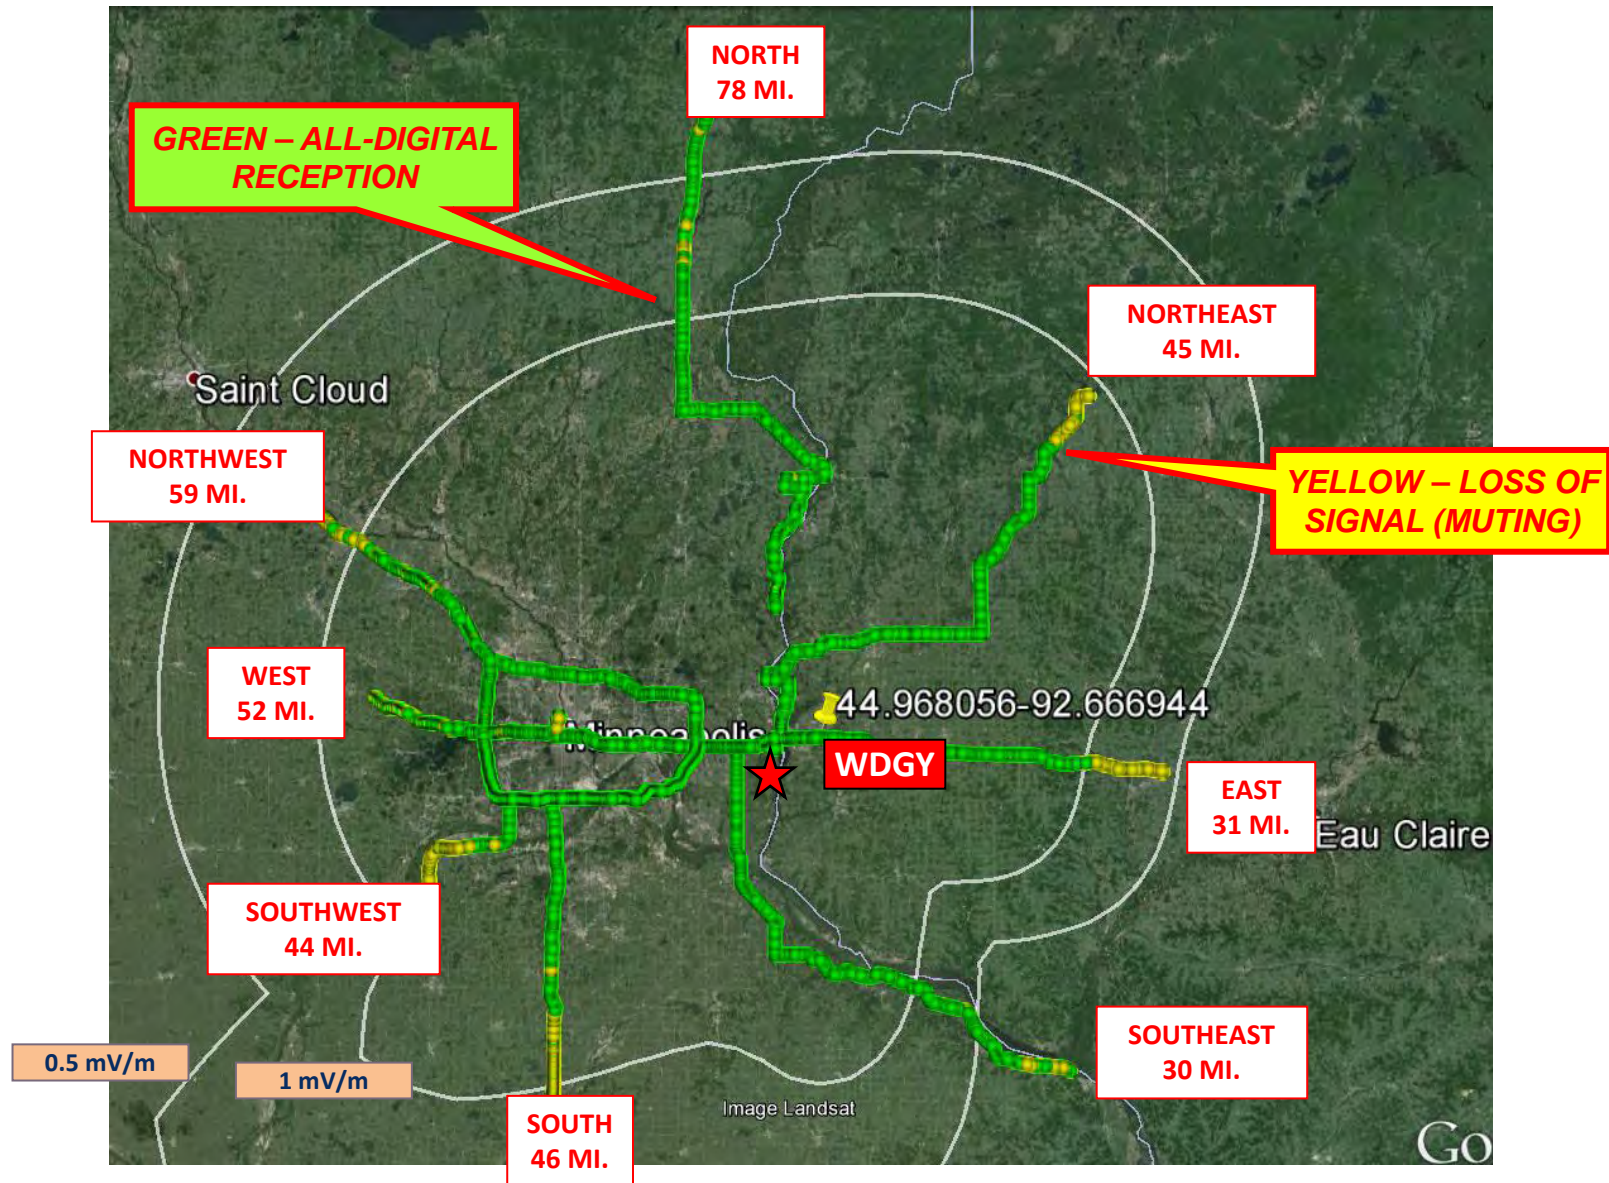 NORTH
78 MI.
GREEN – ALL-DIGITAL
RECEPTION
NORTHEAST
45 MI.
Saint Cloud
NORTHWEST
59 MI.
YELLOW – LOSS OF
SIGNAL (MUTING)
WEST
52 MI.
44.968056-92.666944
Minneapolis
WDGY
EAST
31 MI.
Eau Claire
SOUTHWEST
44 MI.
SOUTHEAST
30 MI.
0.5 mV/m
1 mV/m
Image Landsat
SOUTH
46 MI.
Go